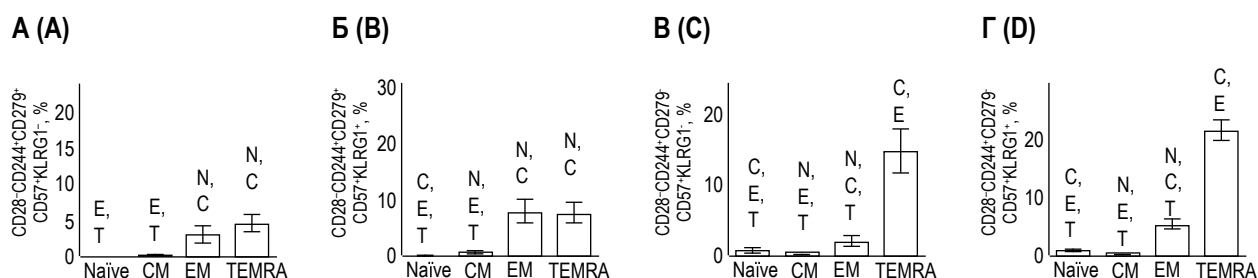 А (A)
CD28⁻CD244⁺CD279⁺
CD57⁺KLRG1⁻, %
20
15
10
5
0
E,
T
E,
T
N,
C
N,
C
Naïve CM EM TEMRA
Б (B)
CD28⁻CD244⁺CD279⁺
CD57⁺KLRG1⁺, %
30
20
10
0
C,
E,
T
N,
E,
T
N,
C
N,
C
Naïve CM EM TEMRA
В (C)
CD28⁻CD244⁺CD279⁻
CD57⁺KLRG1⁻, %
20
10
0
C,
E,
T
N,
E,
T
N,
C,
T
C,
E
Naïve CM EM TEMRA
Г (D)
CD28⁻CD244⁺CD279⁻
CD57⁺KLRG1⁺, %
20
10
0
C,
E,
T
N,
E,
T
N,
C,
T
C,
E
Naïve CM EM TEMRA